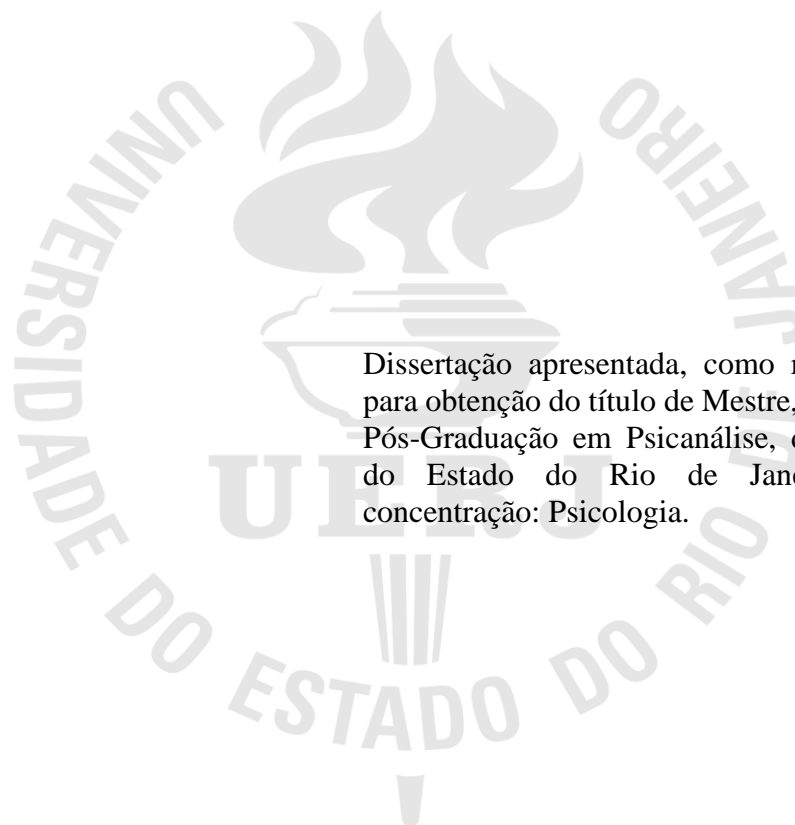 UNIVERSIDADE DO ESTADO DO RIO DE JANEIRO
UERJ
Dissertação apresentada, como
para obtenção do título de Mestre,
Pós-Graduação em Psicanálise,
do Estado do Rio de
concentração: Psicologia.